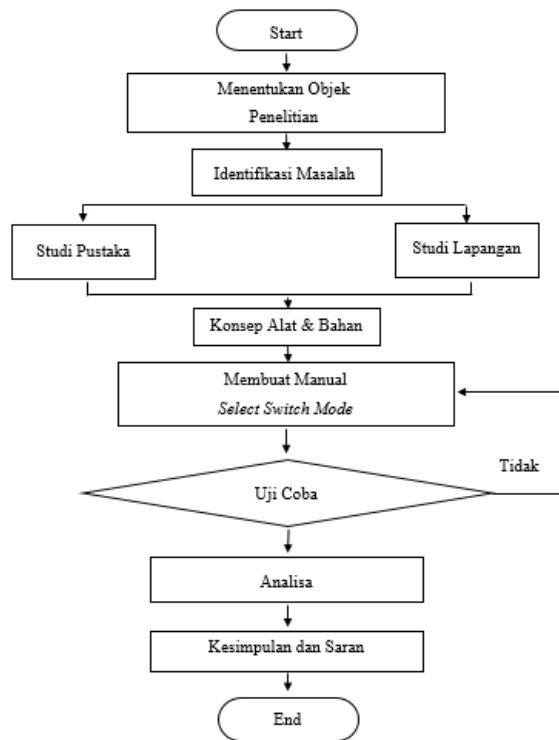 Start
Menentukan Objek
Penelitian
Identifikasi Masalah
Studi Pustaka
Studi Lapangan
Konsep Alat & Bahan
Membuat Manual
Select Switch Mode
Tidak
Uji Coba
Analisa
Kesimpulan dan Saran
End